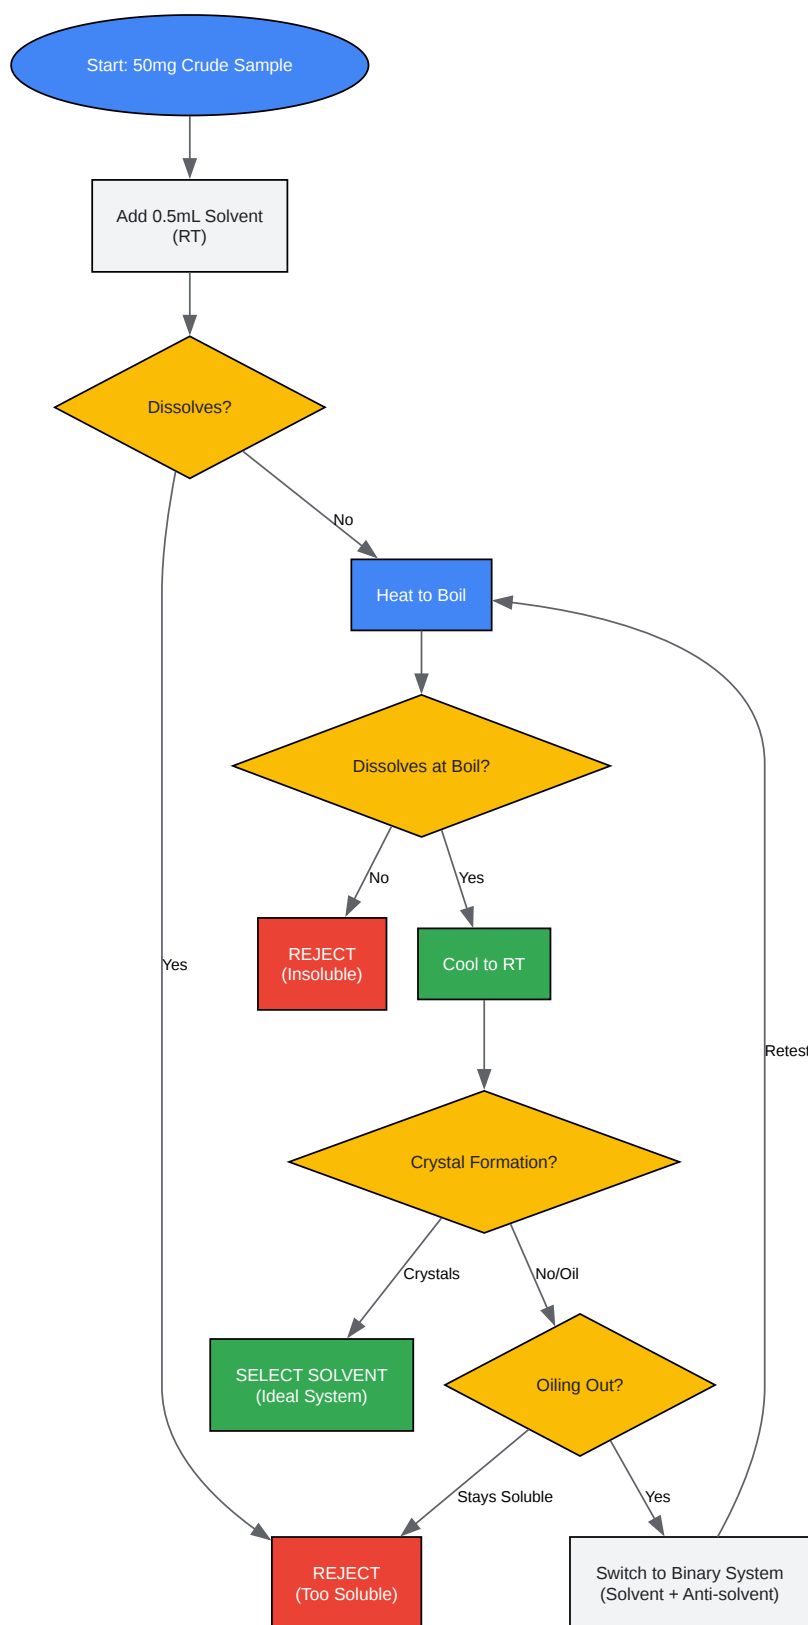 Start: 50mg Crude Sample
Add 0.5mL Solvent
(RT)
Dissolves?
No
Heat to Boil
Dissolves at Boil?
No
Yes
Yes
REJECT
(Insoluble)
Cool to RT
Retest
Crystal Formation?
Crystals
No/Oil
SELECT SOLVENT
(Ideal System)
Oiling Out?
Stays Soluble
Yes
REJECT
(Too Soluble)
Switch to Binary System
(Solvent + Anti-solvent)